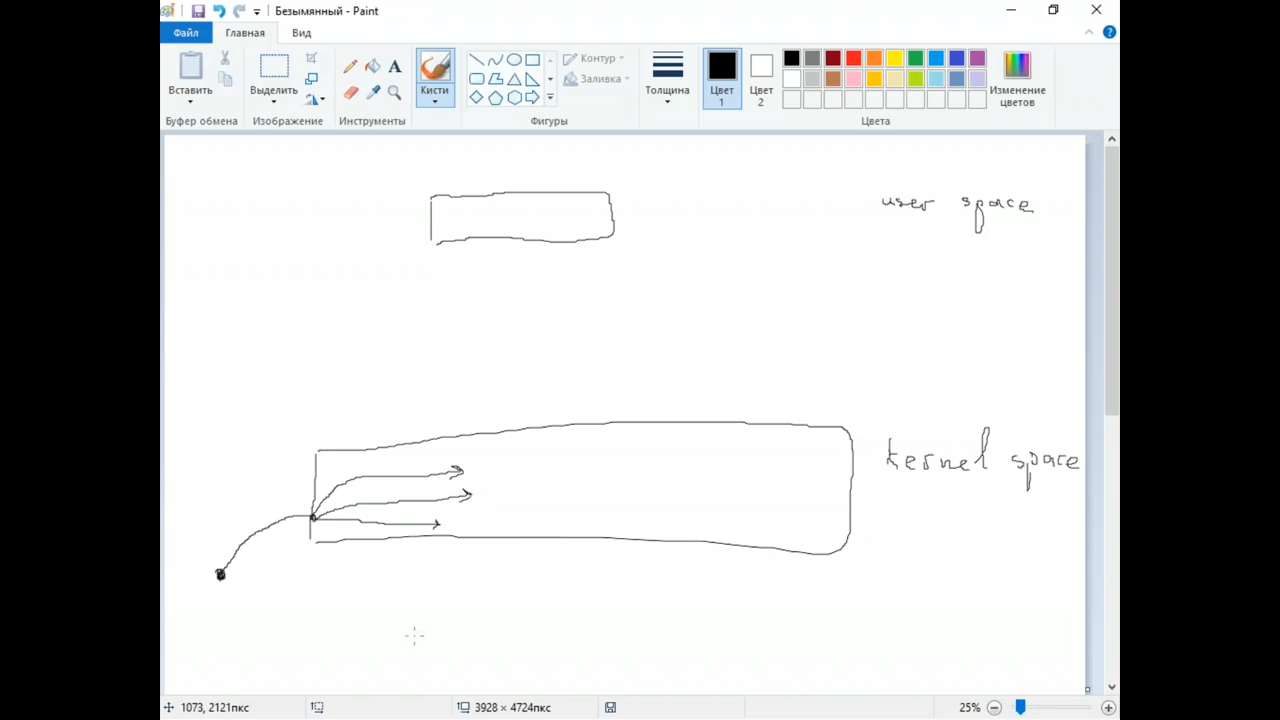 Безымянный - Paint
Файл Главная Вид
Вставить
Выделить
Кисти
Контур
Заливка
Толщина
Цвет 1
Цвет 2
Изменение цветов
Буфер обмена
Изображение
Инструменты
Фигуры
Цвета
user space
kernel space
1073, 2121пкс
3928 × 4724пкс
25%